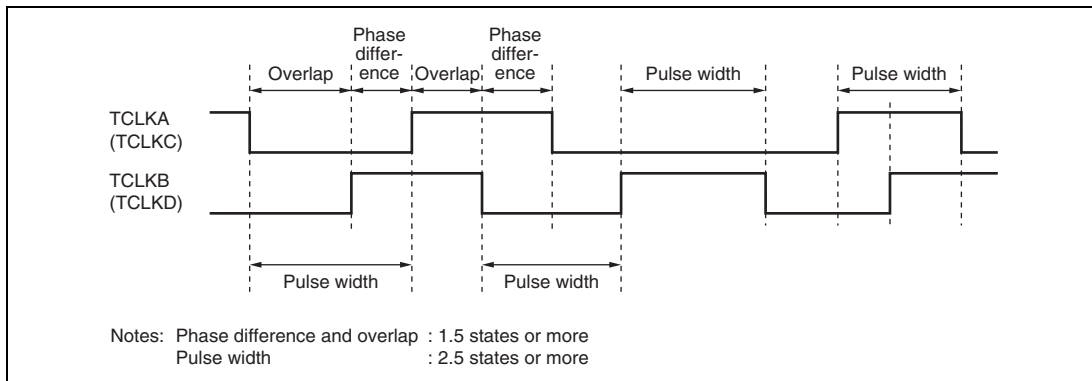 Phase
differ-
ence
Phase
differ-
ence
Overlap
Overlap
Pulse width
Pulse width
TCLKA
(TCLKC)
TCLKB
(TCLKD)
Pulse width
Pulse width
Notes: Phase difference and overlap : 1.5 states or more
Pulse width : 2.5 states or more